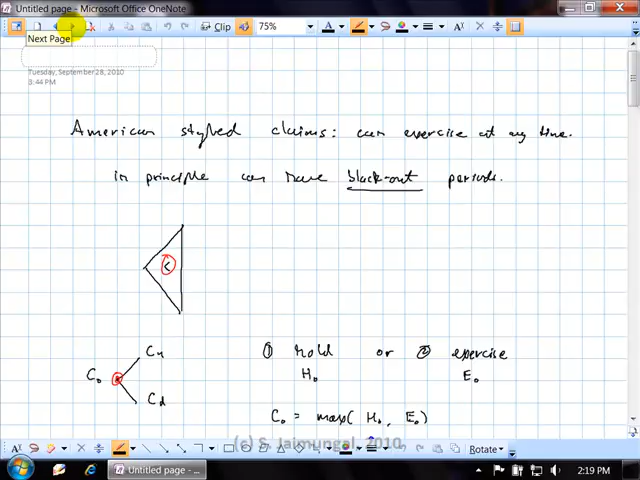 Untitled page - Microsoft Office OneNote
Clip 75%
Next Page
Tuesday, September 28, 2010
3:44 PM
American styled claims: can exercise at any time.
in principle can have black-out periods.
Cu
C0
Cd
① Hold or ② exercise
H0 E0
C0 = max( H0 , E0 )
(c) S. Jaimungal, 2010
Rotate
Untitled page - ...
2:19 PM